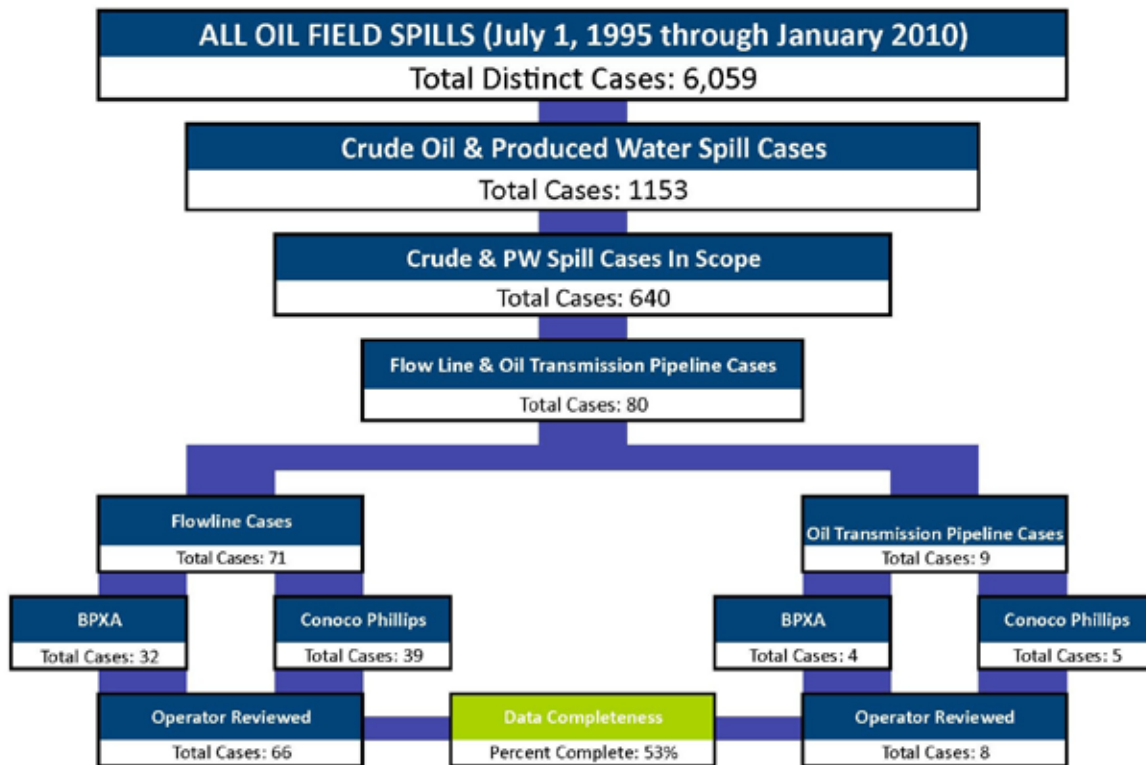 ALL OIL FIELD SPILLS (July 1, 1995 through January 2010)
Total Distinct Cases: 6,059
Crude Oil & Produced Water Spill Cases
Total Cases: 1153
Crude & PW Spill Cases In Scope
Total Cases: 640
Flow Line & Oil Transmission Pipeline Cases
Total Cases: 80
Flowline Cases
Total Cases: 71
Oil Transmission Pipeline Cases
Total Cases: 9
BPXA
Total Cases: 32
Conoco Phillips
Total Cases: 39
BPXA
Total Cases: 4
Conoco Phillips
Total Cases: 5
Operator Reviewed
Total Cases: 66
Data Completeness
Percent Complete: 53%
Operator Reviewed
Total Cases: 8